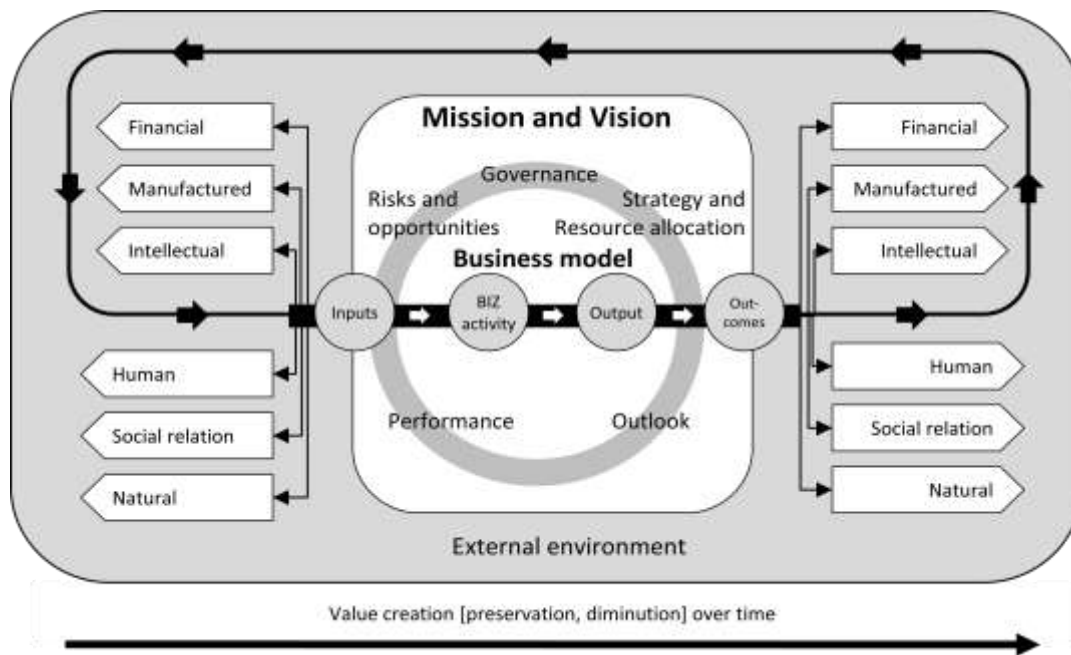 Mission and Vision
Financial
Manufactured
Intellectual
Human
Social relation
Natural
Governance
Risks and
opportunities
Strategy and
Resource allocation
Business model
Inputs
BIZ
activity
Output
Out-
comes
Performance
Outlook
Financial
Manufactured
Intellectual
Human
Social relation
Natural
External environment
Value creation [preservation, diminution] over time